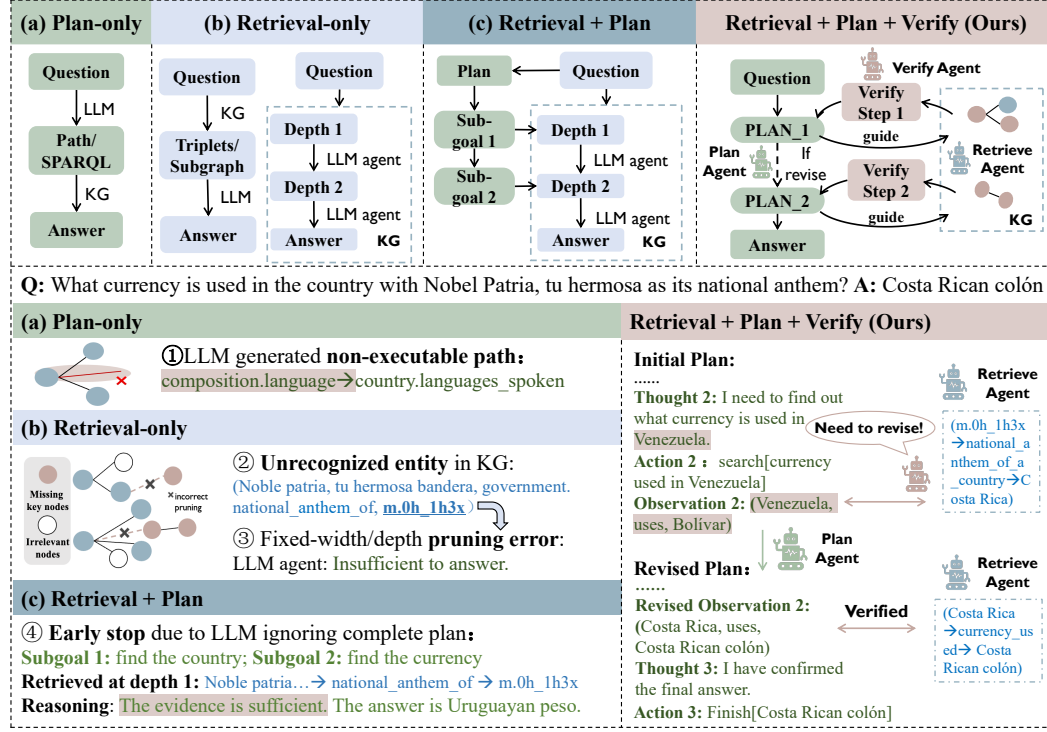 (a) Plan-only
Question
LLM
Path/
SPARQL
KG
Answer
(b) Retrieval-only
Question
KG
Triplets/
Subgraph
LLM
Answer
Question
Depth 1
LLM agent
Depth 2
LLM agent
Answer
KG
(c) Retrieval + Plan
Plan
Question
Sub-
goal 1
Sub-
goal 2
Depth 1
LLM agent
Depth 2
LLM agent
Answer
KG
Retrieval + Plan + Verify (Ours)
Question
Verify Agent
Verify
Step 1
PLAN_1
guide
Plan
Agent
If
revise
Retrieve
Agent
Verify
Step 2
PLAN_2
guide
KG
Answer
Q: What currency is used in the country with Nobel Patria, tu hermosa as its national anthem? A: Costa Rican colón
(a) Plan-only
①LLM generated non-executable path：
composition.language→country.languages_spoken
(b) Retrieval-only
Missing
key nodes
Irrelevant
nodes
incorrect
pruning
② Unrecognized entity in KG:
(Noble patria, tu hermosa bandera, government.
national_anthem_of, m.0h_1h3x）
③ Fixed-width/depth pruning error:
LLM agent: Insufficient to answer.
(c) Retrieval + Plan
④ Early stop due to LLM ignoring complete plan：
Subgoal 1: find the country; Subgoal 2: find the currency
Retrieved at depth 1: Noble patria…→ national_anthem_of → m.0h_1h3x
Reasoning: The evidence is sufficient. The answer is Uruguayan peso.
Retrieval + Plan + Verify (Ours)
Initial Plan:
......
Thought 2: I need to find out
what currency is used in
Venezuela.
Action 2： search[currency
used in Venezuela]
Observation 2: (Venezuela,
uses, Bolívar)
Need to revise!
Retrieve
Agent
(m.0h_1h3x
→national_a
nthem_of_a
_country→C
osta Rica)
Plan
Agent
Revised Plan：
......
Revised Observation 2:
(Costa Rica, uses,
Costa Rican colón)
Thought 3: I have confirmed
the final answer.
Action 3: Finish[Costa Rican colón]
Verified
Retrieve
Agent
(Costa Rica
→currency_us
ed→ Costa
Rican colón)